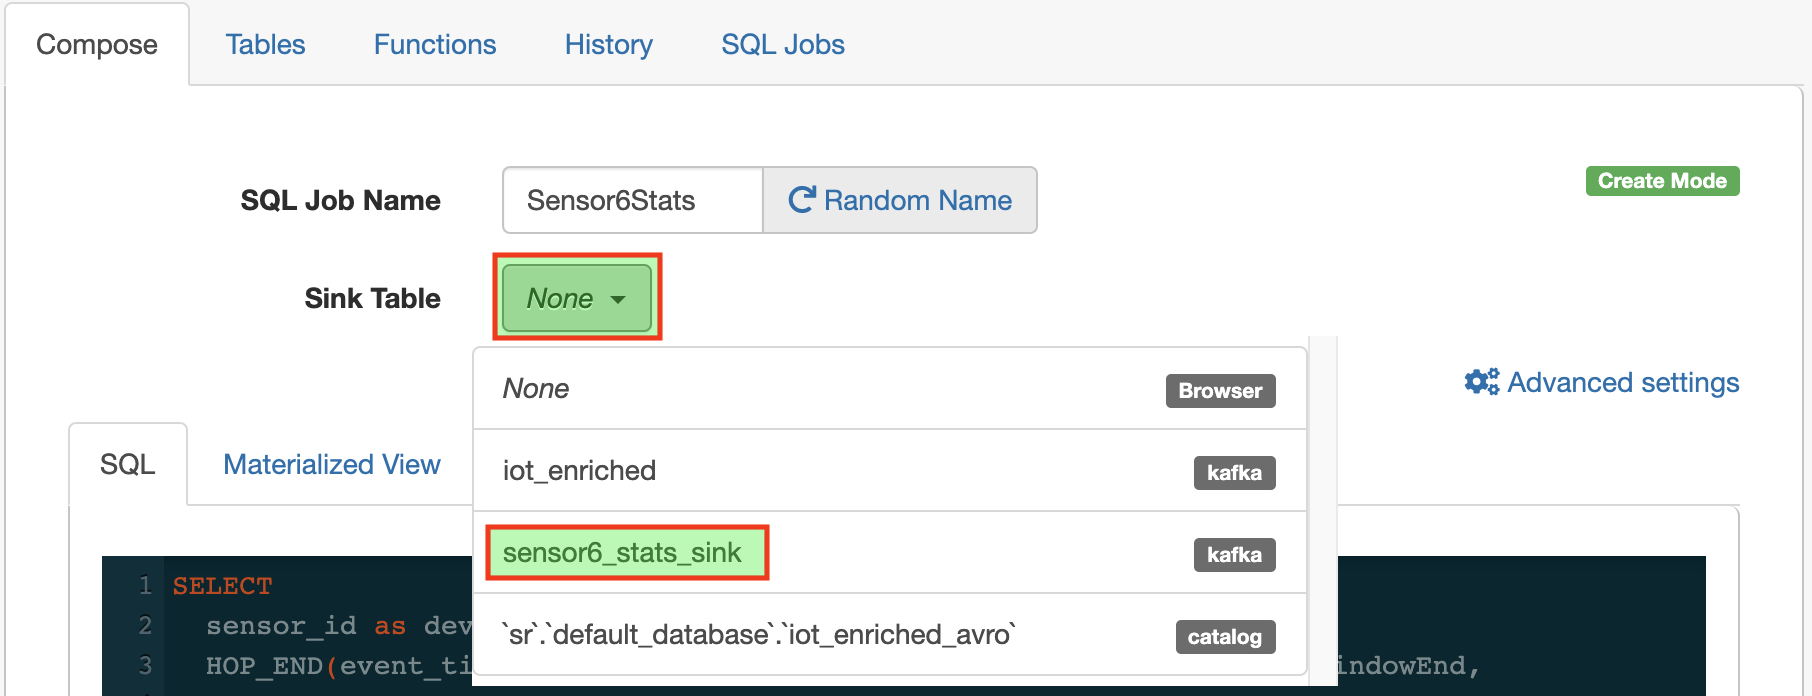 Compose Tables Functions History SQL Jobs
SQL Job Name Sensor6Stats Random Name Create Mode
Sink Table None
None Browser
Advanced settings
SQL Materialized View
iot_enriched kafka
sensor6_stats_sink kafka
`sr`.`default_database`.`iot_enriched_avro` catalog
1 SELECT
2 sensor_id as dev
3 HOP_END(event_ti indowEnd,